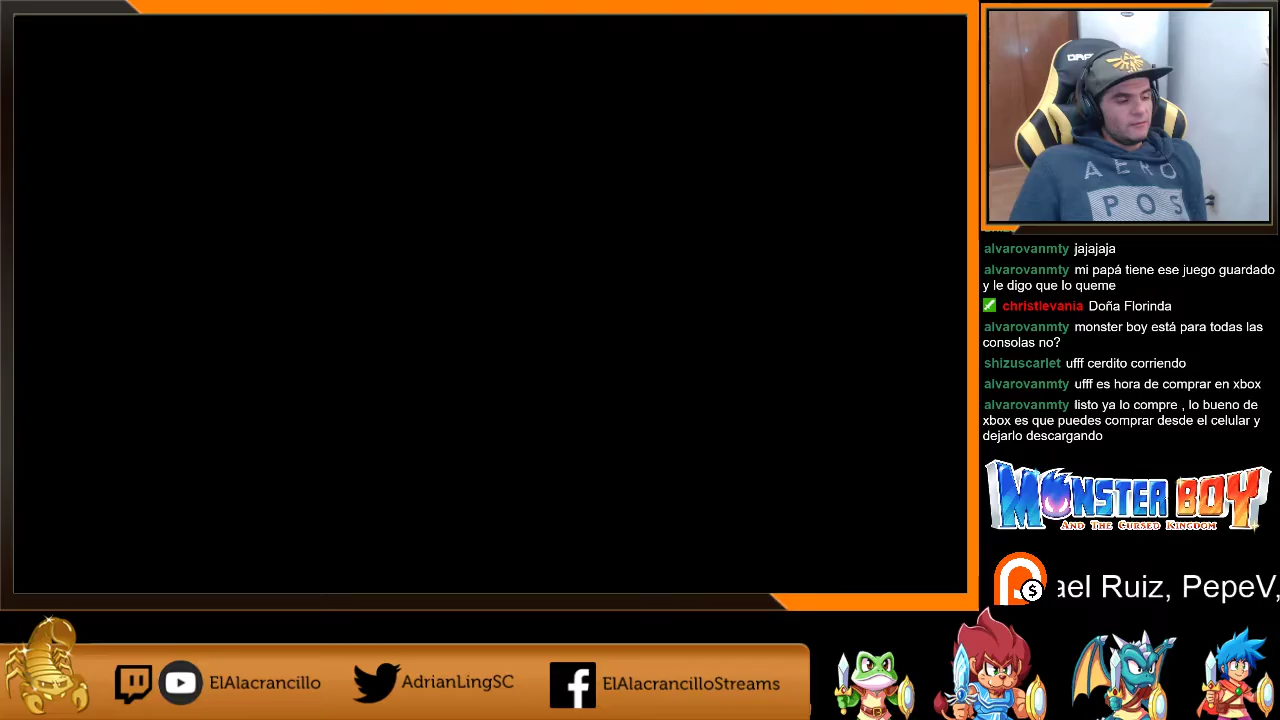 DRA
AERO
POS
alvarovanmty jajajaja
alvarovanmty mi papá tiene ese juego guardado
y le digo que lo queme
christlevania Doña Florinda
alvarovanmty monster boy está para todas las
consolas no?
shizuscarlet ufff cerdito corriendo
alvarovanmty ufff es hora de comprar en xbox
alvarovanmty listo ya lo compre , lo bueno de
xbox es que puedes comprar desde el celular y
dejarlo descargando
MONSTER BOY
AND THE CURSED KINGDOM
$ ael Ruiz, PepeV,
ElAlacrancillo
AdrianLingSC
ElAlacrancilloStreams